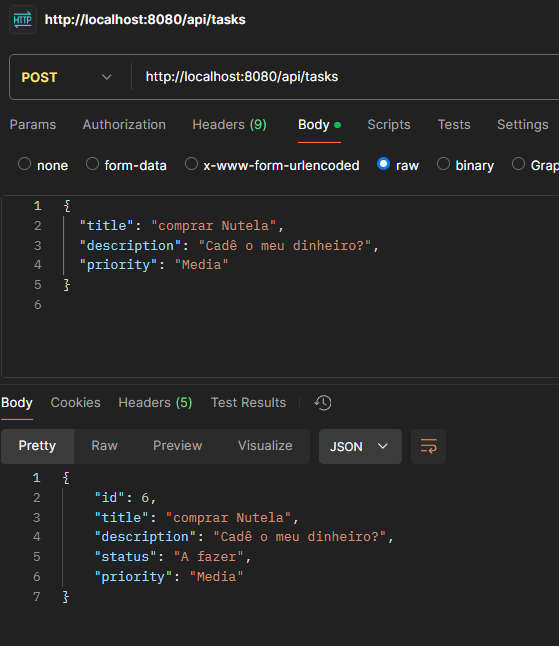 HTTP http://localhost:8080/api/tasks
POST http://localhost:8080/api/tasks
Params Authorization Headers (9) Body Scripts Tests Settings
none form-data x-www-form-urlencoded raw binary Grap
1 {
2 "title": "comprar Nutela",
3 "description": "Cadê o meu dinheiro?",
4 "priority": "Media"
5 }
6
Body Cookies Headers (5) Test Results
Pretty Raw Preview Visualize JSON
1 {
2 "id": 6,
3 "title": "comprar Nutela",
4 "description": "Cadê o meu dinheiro?",
5 "status": "A fazer",
6 "priority": "Media"
7 }